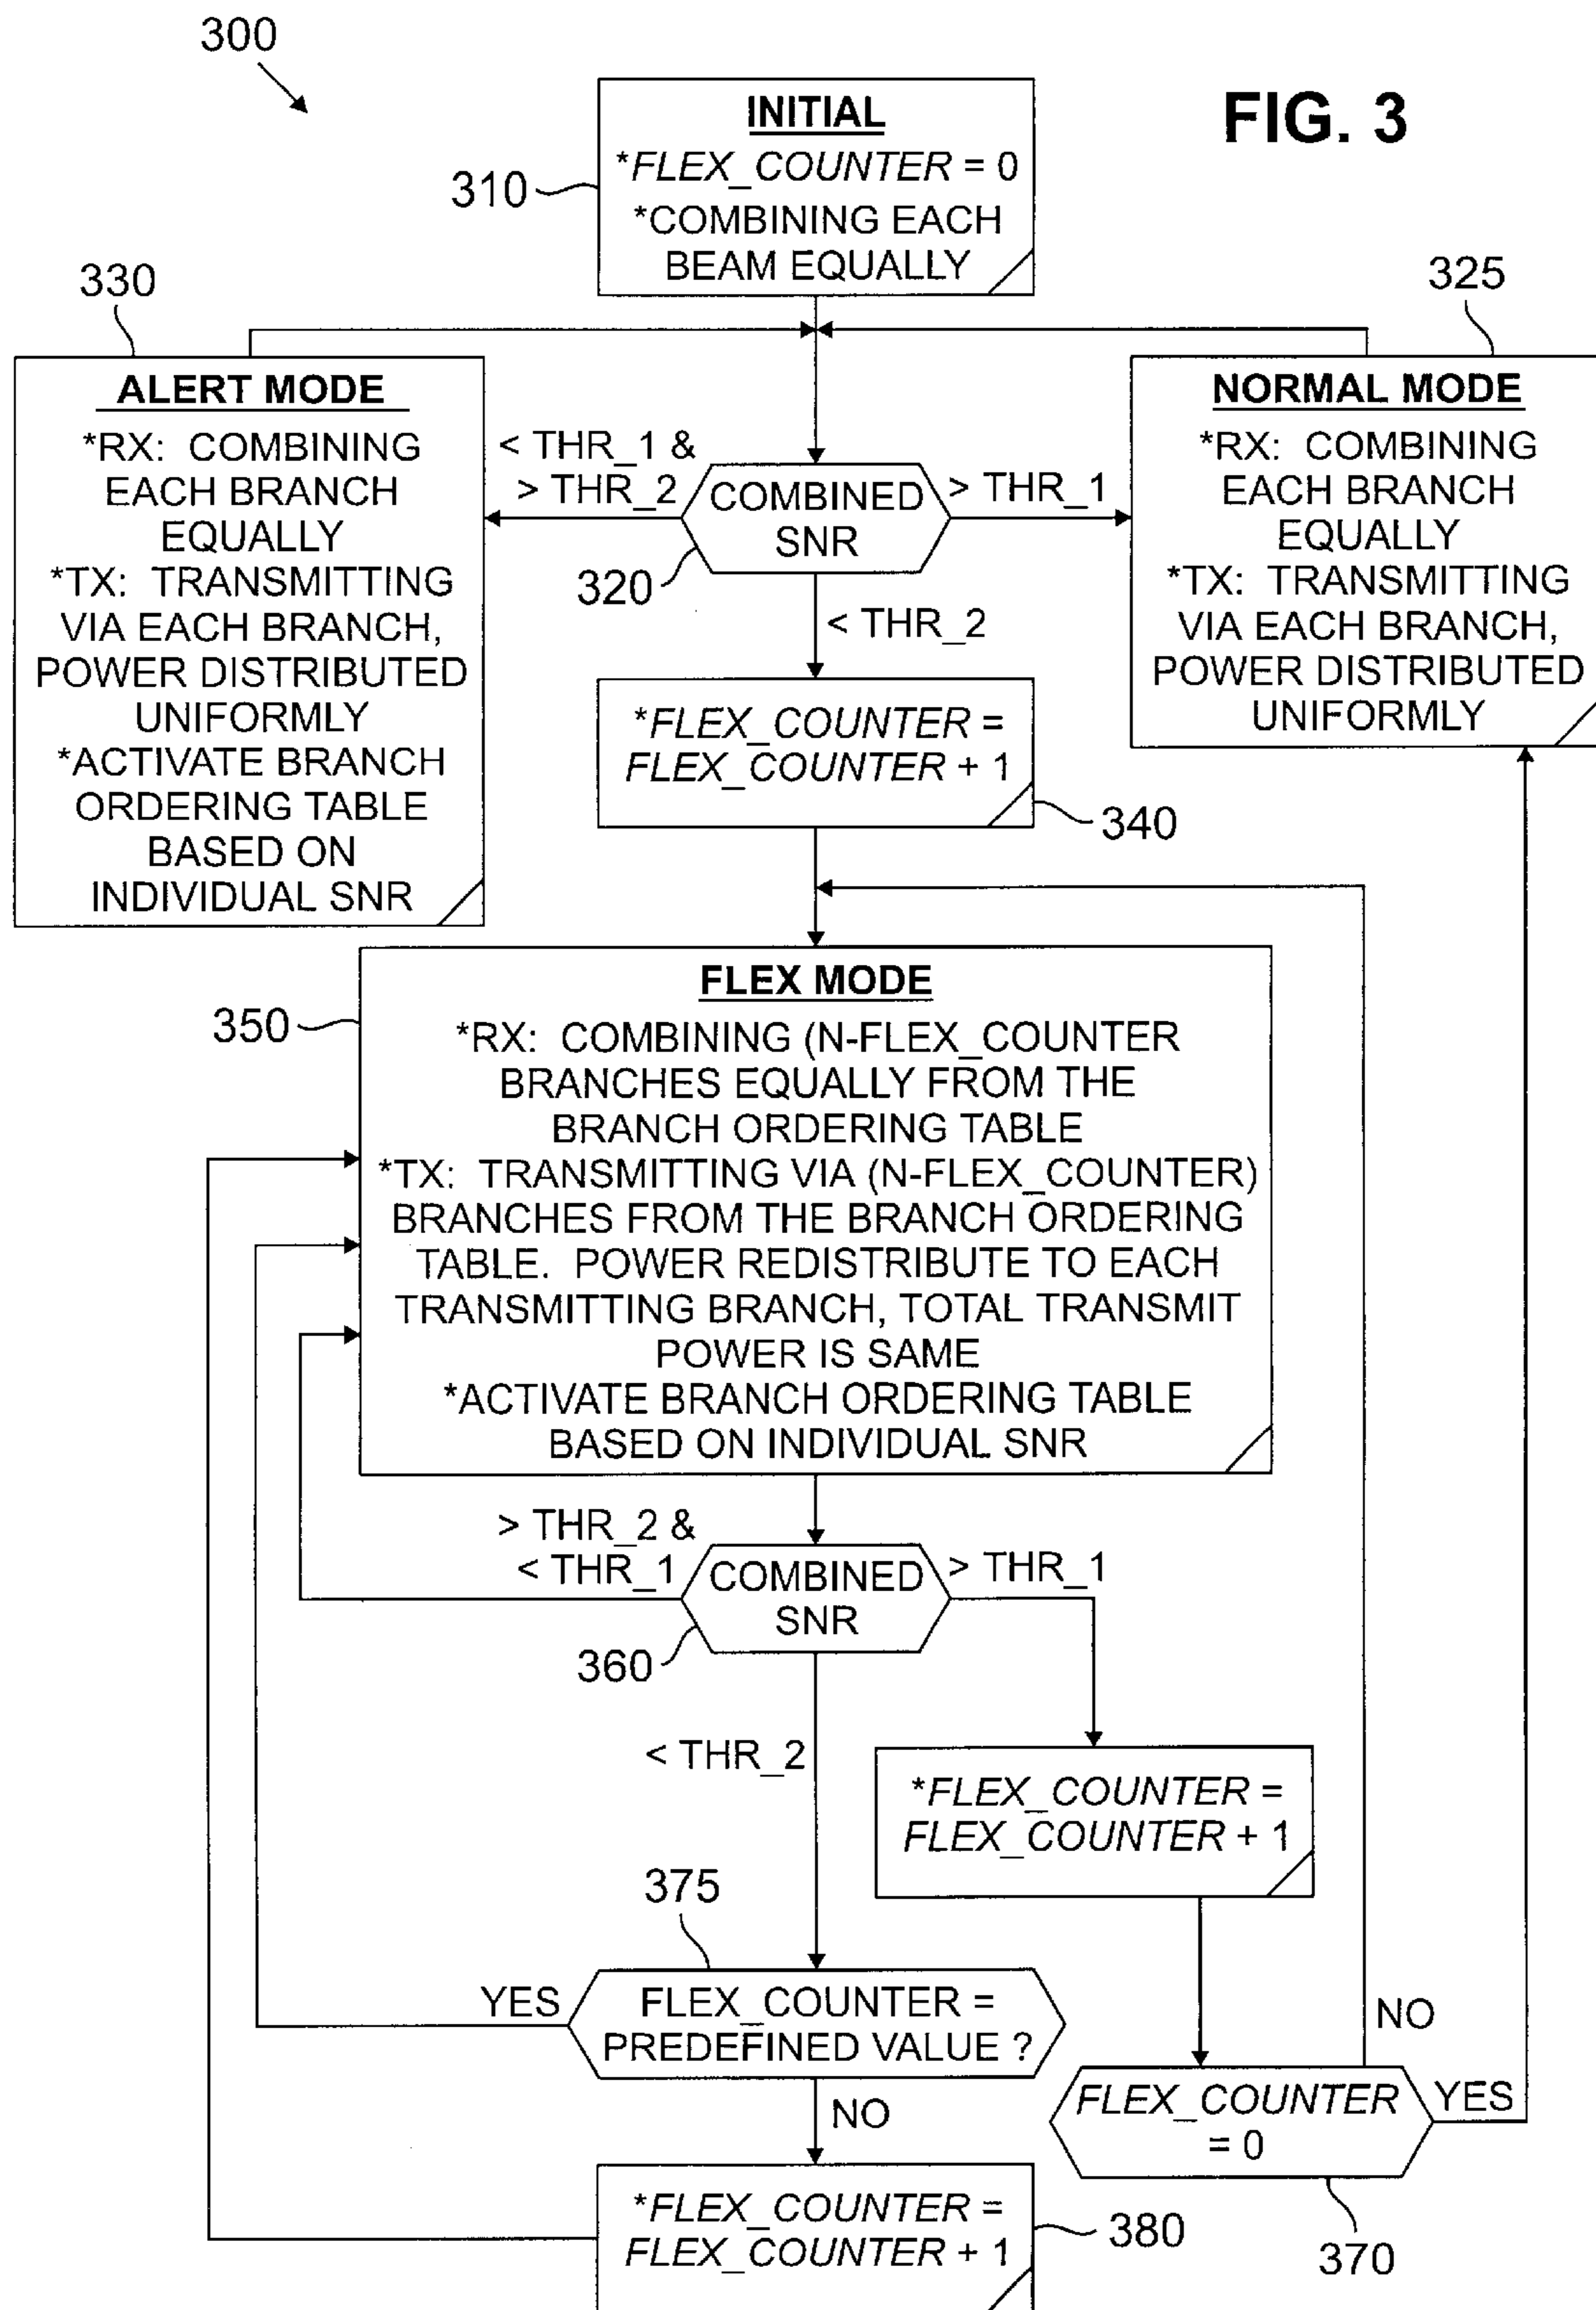 300
FIG. 3
INITIAL
*FLEX_COUNTER = 0
*COMBINING EACH
BEAM EQUALLY
310
330
325
ALERT MODE
*RX: COMBINING
EACH BRANCH
EQUALLY
*TX: TRANSMITTING
VIA EACH BRANCH,
POWER DISTRIBUTED
UNIFORMLY
*ACTIVATE BRANCH
ORDERING TABLE
BASED ON
INDIVIDUAL SNR
< THR_1 &
> THR_2
COMBINED
SNR
320
> THR_1
< THR_2
NORMAL MODE
*RX: COMBINING
EACH BRANCH
EQUALLY
*TX: TRANSMITTING
VIA EACH BRANCH,
POWER DISTRIBUTED
UNIFORMLY
*FLEX_COUNTER =
FLEX_COUNTER + 1
340
350
FLEX MODE
*RX: COMBINING (N-FLEX_COUNTER
BRANCHES EQUALLY FROM THE
BRANCH ORDERING TABLE
*TX: TRANSMITTING VIA (N-FLEX_COUNTER)
BRANCHES FROM THE BRANCH ORDERING
TABLE. POWER REDISTRIBUTE TO EACH
TRANSMITTING BRANCH, TOTAL TRANSMIT
POWER IS SAME
*ACTIVATE BRANCH ORDERING TABLE
BASED ON INDIVIDUAL SNR
> THR_2 &
< THR_1
COMBINED
SNR
360
> THR_1
< THR_2
*FLEX_COUNTER =
FLEX_COUNTER + 1
375
YES
FLEX_COUNTER =
PREDEFINED VALUE ?
NO
NO
FLEX_COUNTER
= 0
YES
370
*FLEX_COUNTER =
FLEX_COUNTER + 1
380